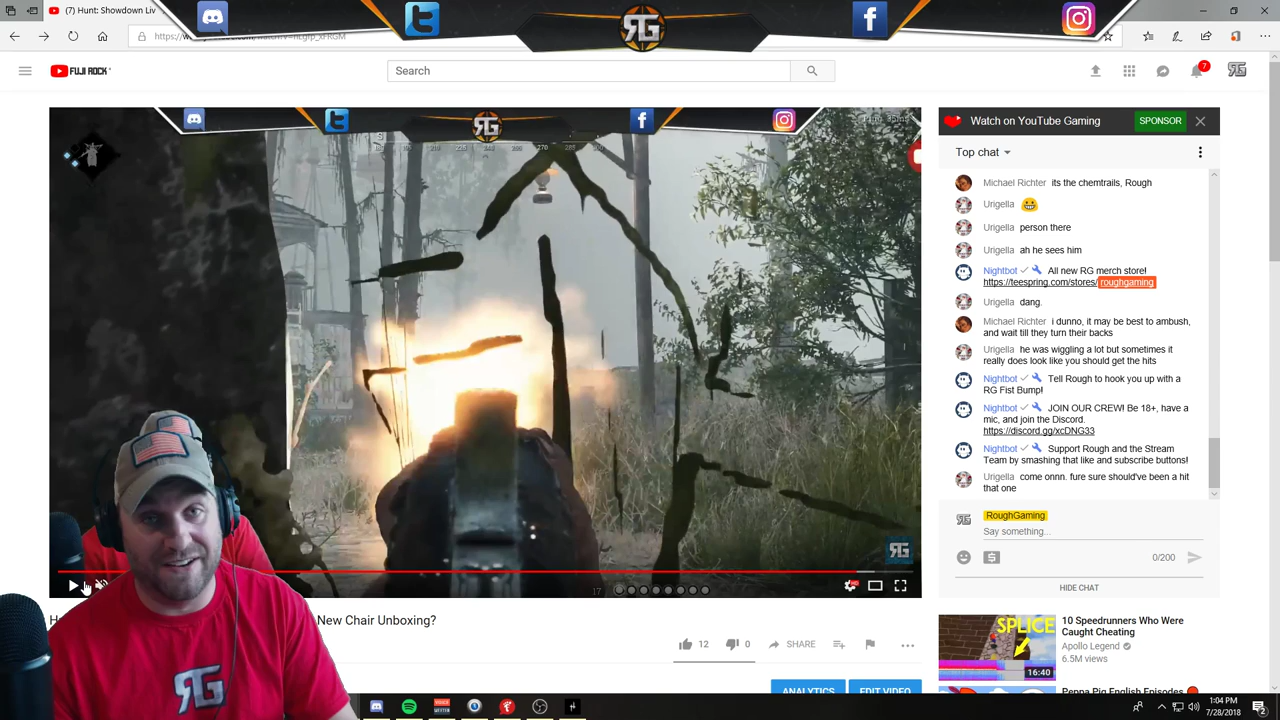 (7) Hunt: Showdown Liv
RG
FUJI ROCK
Search
7
RG
RG
Watch on YouTube Gaming
SPONSOR
Top chat
Michael Richter its the chemtrails, Rough
Urigella
Urigella person there
Urigella ah he sees him
Nightbot All new RG merch store!
https://teespring.com/stores/roughgaming
Urigella dang.
Michael Richter i dunno, it may be best to ambush,
and wait till they turn their backs
Urigella he was wiggling a lot but sometimes it
really does look like you should get the hits
Nightbot Tell Rough to hook you up with a
RG Fist Bump!
Nightbot JOIN OUR CREW! Be 18+, have a
mic, and join the Discord.
https://discord.gg/xcDNG33
Nightbot Support Rough and the Stream
Team by smashing that like and subscribe buttons!
Urigella come onnn. fure sure should've been a hit
that one
RoughGaming
Say something...
0/200
HIDE CHAT
17
RG
New Chair Unboxing?
12
0
SHARE
ANALYTICS
EDIT VIDEO
SPLICE
16:40
10 Speedrunners Who Were
Caught Cheating
Apollo Legend
6.5M views
Peppa Pig English Episodes
RG
1:04 PM
7/28/2018